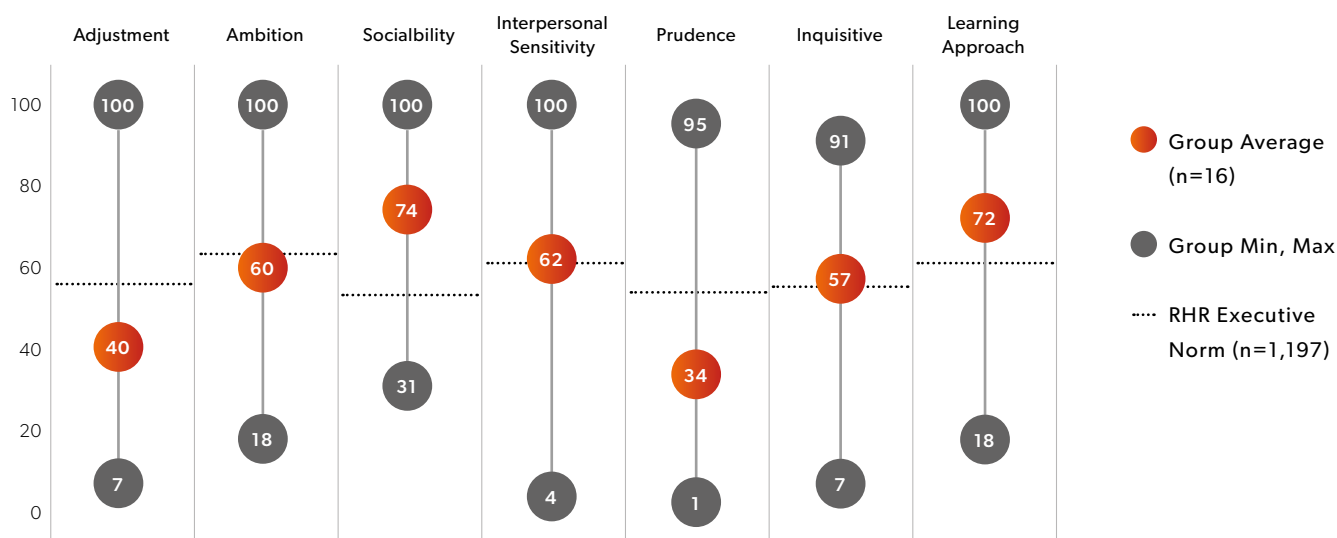 Adjustment
Ambition
Socialbility
Interpersonal
Sensitivity
Prudence
Inquisitive
Learning
Approach
100
80
60
40
20
0
100
40
7
100
60
18
100
74
31
100
62
4
95
34
1
91
57
7
100
72
18
Group Average
(n=16)
Group Min, Max
RHR Executive
Norm (n=1,197)